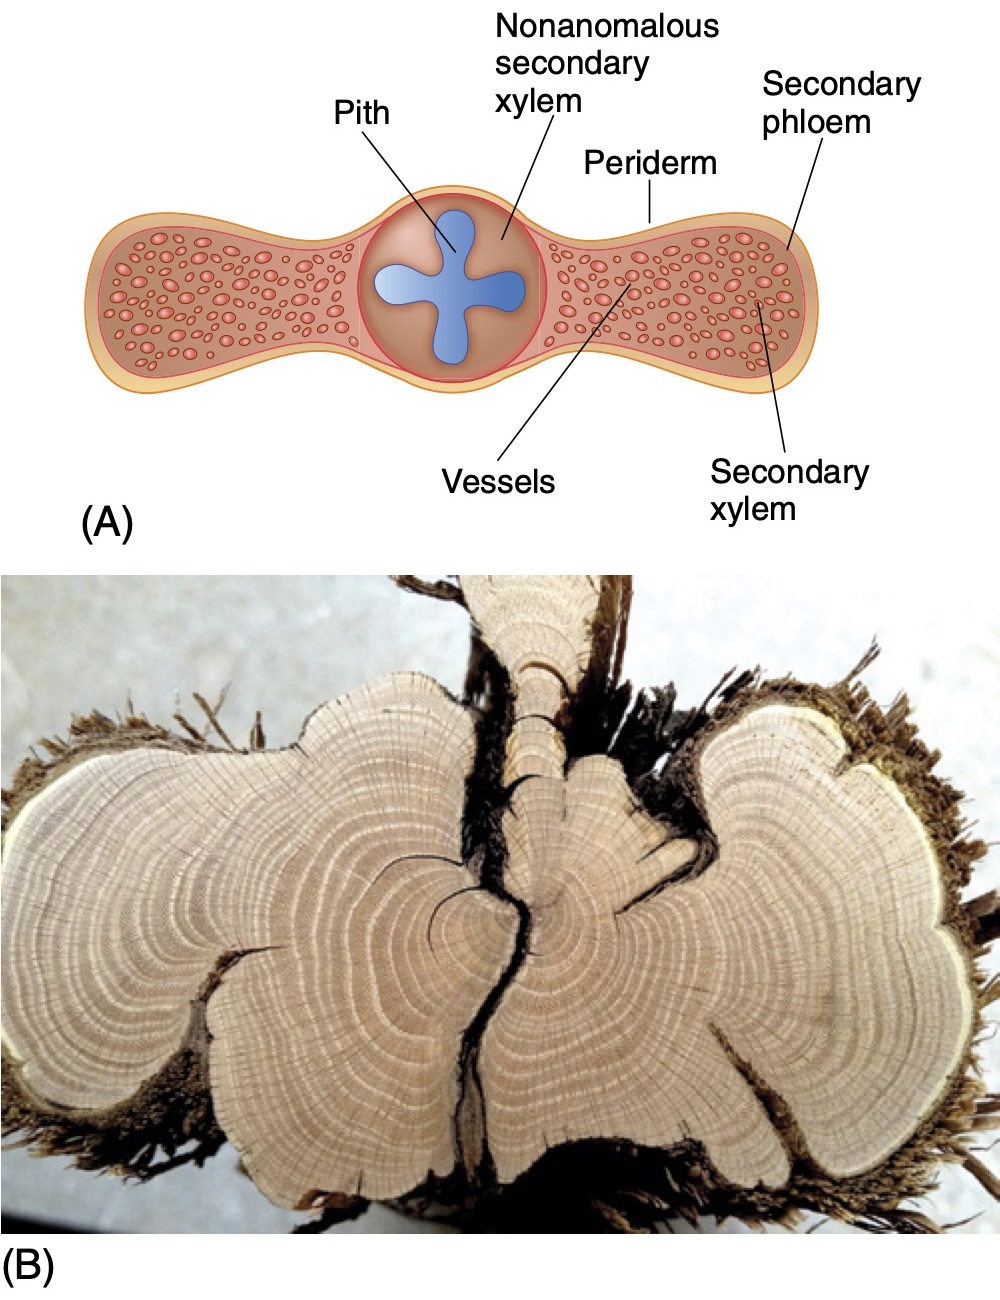 Nonanomalous
secondary
xylem
Secondary
phloem
Pith
Periderm
Vessels
Secondary
xylem
(A)
(B)